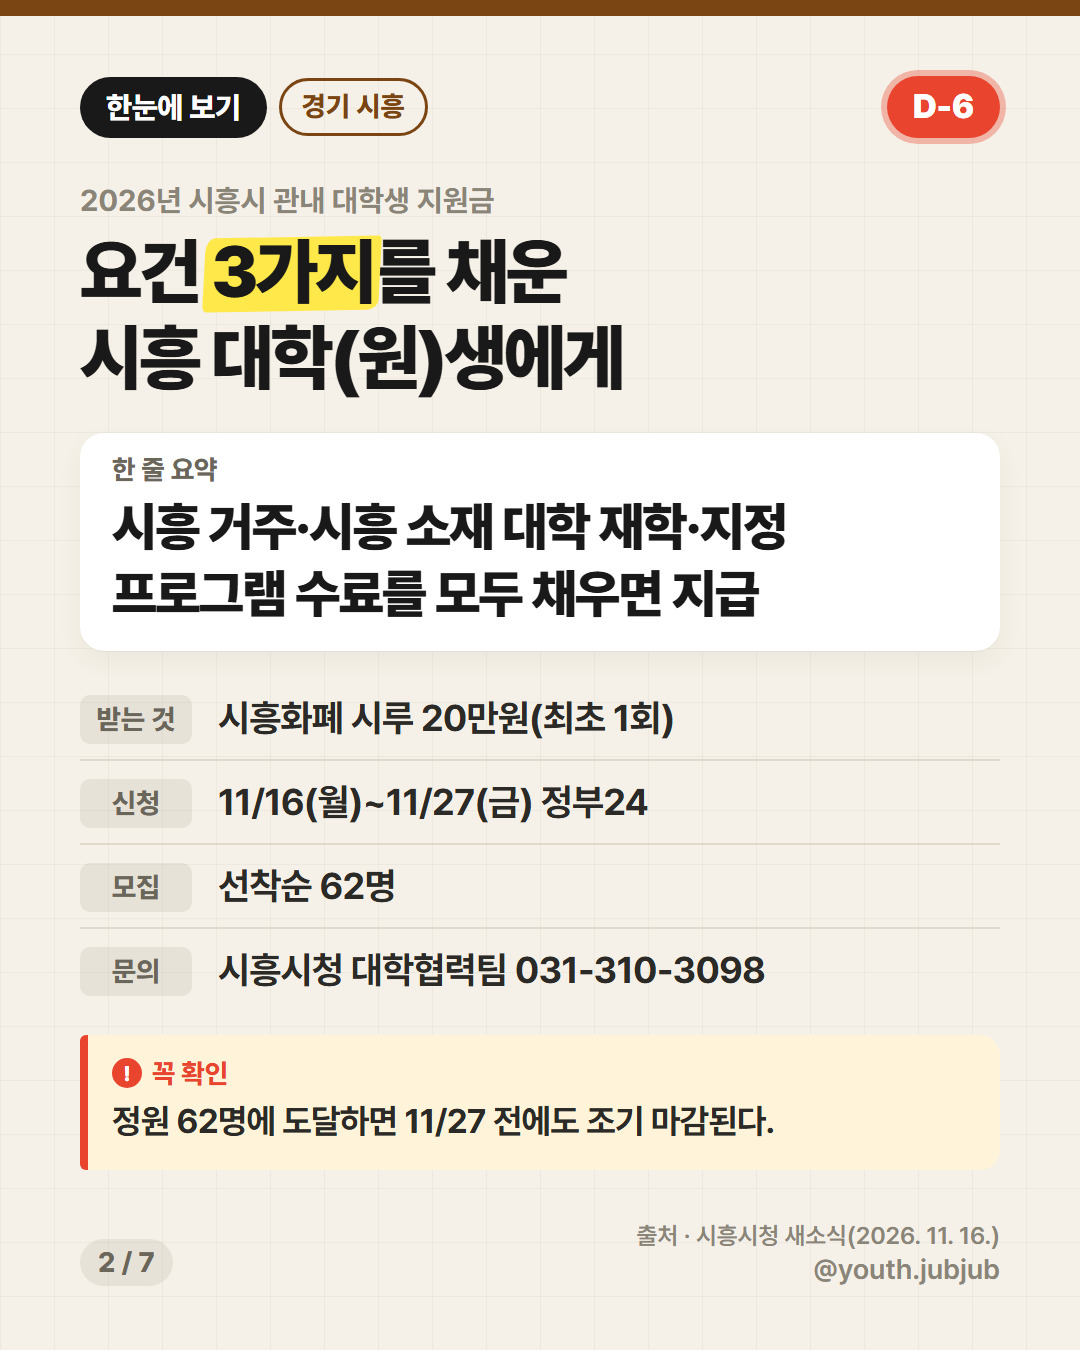 한눈에 보기
경기 시흥
D-6
2026년 시흥시 관내 대학생 지원금
요건 3가지를 채운
시흥 대학(원)생에게
한 줄 요약
시흥 거주·시흥 소재 대학 재학·지정
프로그램 수료를 모두 채우면 지급
받는 것 시흥화폐 시루 20만원(최초 1회)
신청 11/16(월)~11/27(금) 정부24
모집 선착순 62명
문의 시흥시청 대학협력팀 031-310-3098
! 꼭 확인
정원 62명에 도달하면 11/27 전에도 조기 마감된다.
2 / 7
출처 · 시흥시청 새소식(2026. 11. 16.)
@youth.jubjub